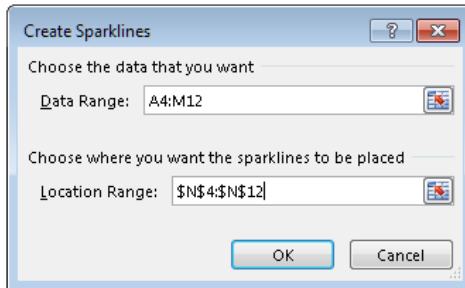 Create Sparklines
?
Choose the data that you want
Data Range: A4:M12
Choose where you want the sparklines to be placed
Location Range: $N$4:$N$12
OK Cancel